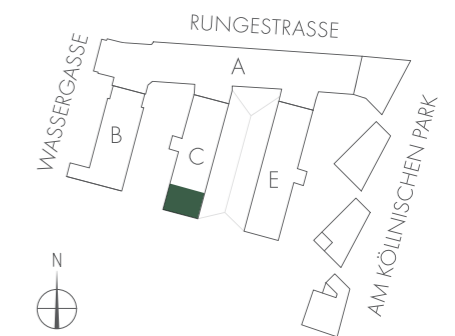 RUNGESTRASSE
WASSERGASSE
A
B
C
E
AM KÖLLNISCHEN PARK
N